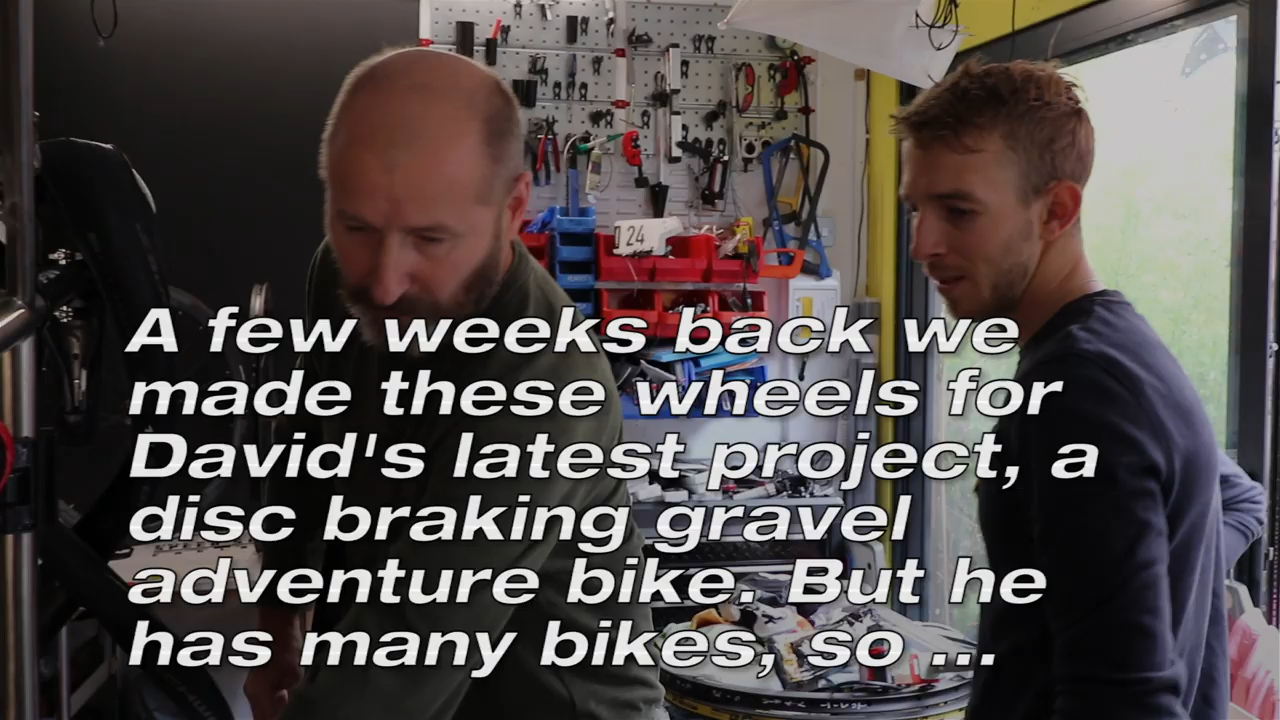 24
A few weeks back we
made these wheels for
David's latest project, a
disc braking gravel
adventure bike. But he
has many bikes, so ...